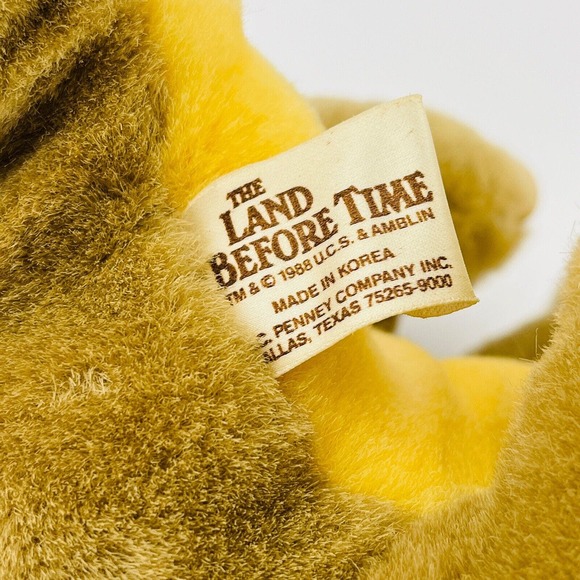 THE
LAND
BEFORE TIME
TM & © 1988 U.C.S. & AMBLIN
MADE IN KOREA
C. PENNEY COMPANY INC.
ALLAS, TEXAS 75265-9000